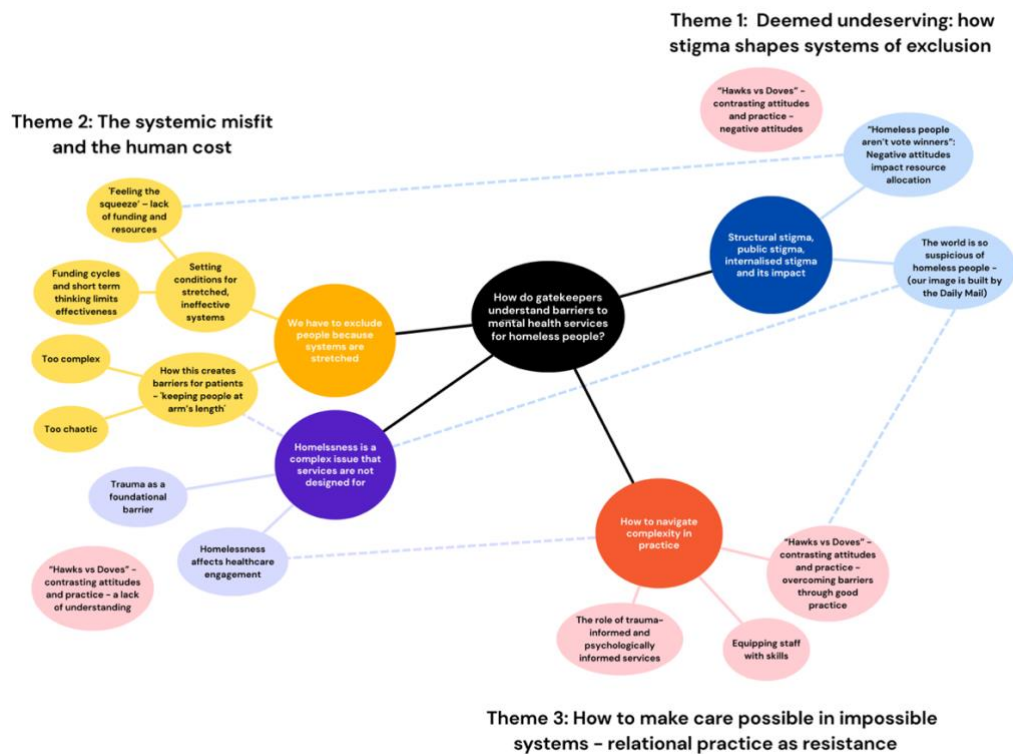 Theme 1:  Deemed undeserving: how
stigma shapes systems of exclusion
"Hawks vs Doves" -
contrasting attitudes
and practice -
negative attitudes
"Homeless people
aren't vote winners":
Negative attitudes
impact resource
allocation
Structural stigma,
public stigma,
internalised stigma
and its impact
The world is so
suspicious of
homeless people -
(our image is built by
the Daily Mail)
Theme 2: The systemic misfit
and the human cost
'Feeling the
squeeze' – lack
of funding and
resources
Funding cycles
and short term
thinking limits
effectiveness
Setting
conditions for
stretched,
ineffective
systems
We have to exclude
people because
systems are
stretched
How do gatekeepers
understand barriers to
mental health services
for homeless people?
Too complex
Too chaotic
How this creates
barriers for patients
- 'keeping people at
arm's length'
Homelssness is a
complex issue that
services are not
designed for
Trauma as a
foundational
barrier
Homelessness
affects healthcare
engagement
"Hawks vs Doves" -
contrasting attitudes
and practice - a lack
of understanding
How to navigate
complexity in
practice
"Hawks vs Doves" -
contrasting attitudes
and practice -
overcoming barriers
through good
practice
The role of trauma-
informed and
psychologically
informed services
Equipping staff
with skills
Theme 3: How to make care possible in impossible
systems – relational practice as resistance